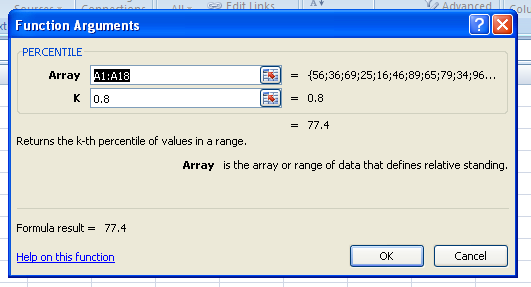 Sources Connections All Edit Links Advanced
Function Arguments
PERCENTILE
Array A1:A18 = {56;36;69;25;16;46;89;65;79;34;96...
K 0.8 = 0.8
= 77.4
Returns the k-th percentile of values in a range.
Array is the array or range of data that defines relative standing.
Formula result = 77.4
Help on this function OK Cancel